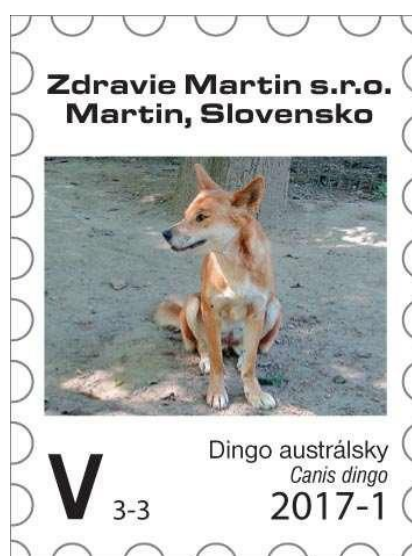 Zdravie Martin s.r.o.
Martin, Slovensko
Dingo austrálsky
Canis dingo
V 3-3 2017-1